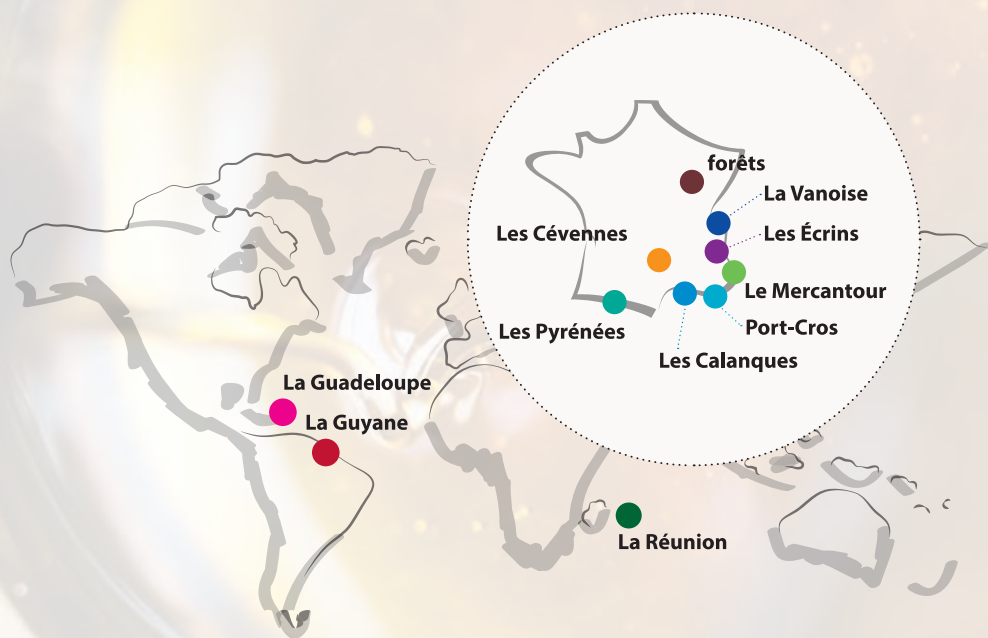 forêts
La Vanoise
Les Cévennes
Les Écrins
Le Mercantour
Les Pyrénées
Port-Cros
Les Calanques
La Guadeloupe
La Guyane
La Réunion